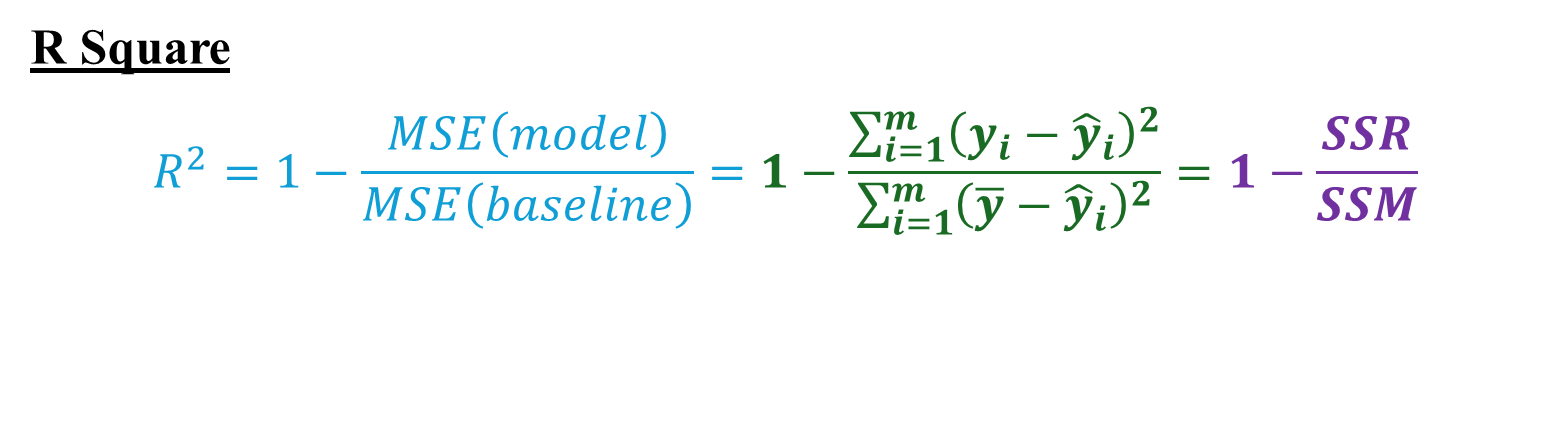 R Square
R² = 1 − MSE(model) / MSE(baseline) = 1 − ∑ᵢ₌₁ᵐ(yᵢ − ŷᵢ)² / ∑ᵢ₌₁ᵐ(ȳ − ŷᵢ)² = 1 − SSR / SSM